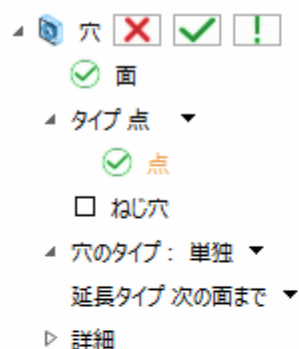 穴
面
タイプ 点
点
ねじ穴
穴のタイプ : 単独
延長タイプ 次の面まで
詳細